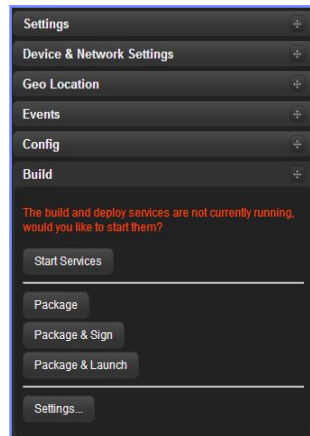 Settings
Device & Network Settings
Geo Location
Events
Config
Build
The build and deploy services are not currently running,
would you like to start them?
Start Services
Package
Package & Sign
Package & Launch
Settings...